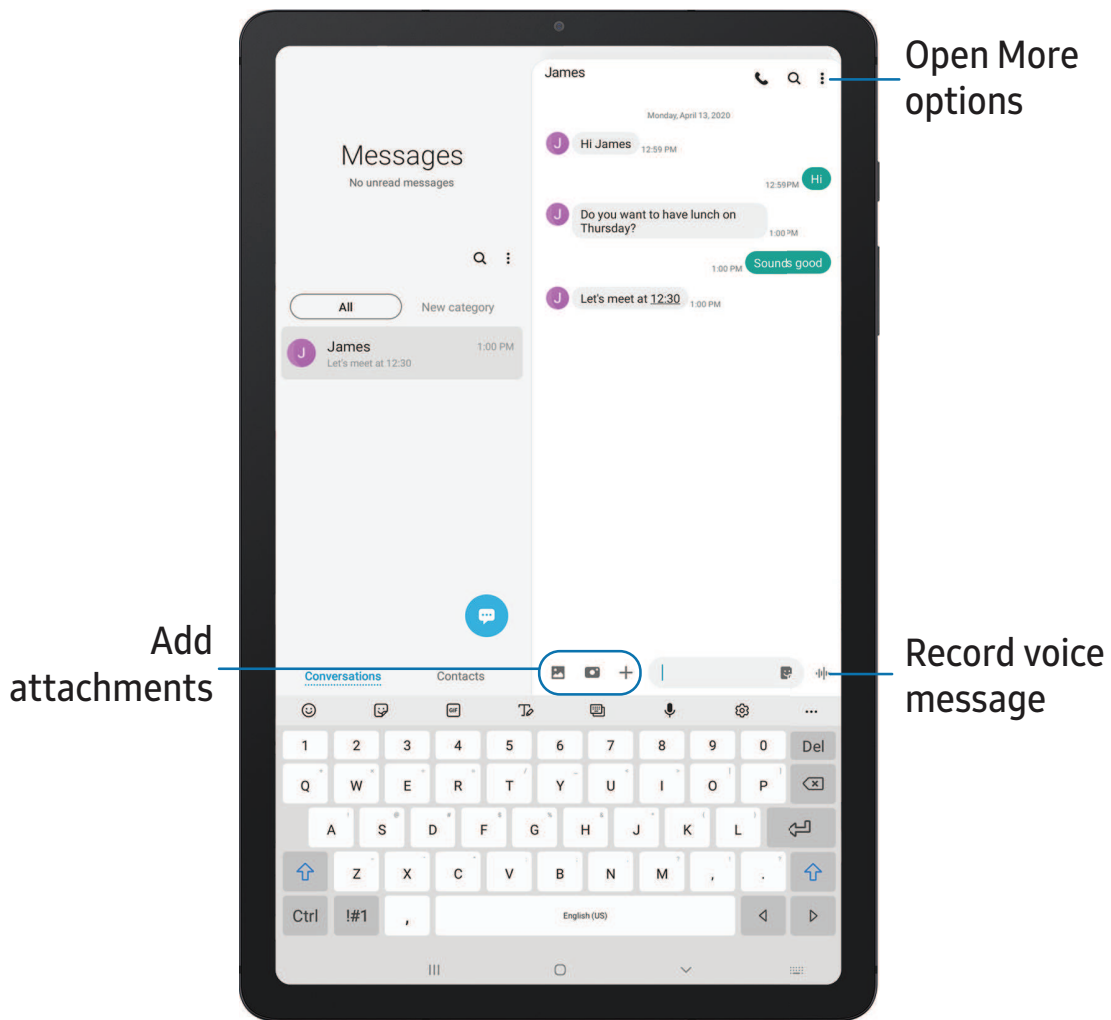 Open More
options
James
Monday, April 13, 2020
J
Hi James
12:59 PM
12:59PM
Hi
J
Do you want to have lunch on
Thursday?
1:00 PM
1:00 PM
Sounds good
J
Let's meet at 12:30
1:00 PM
Messages
No unread messages
All
New category
J
James
1:00 PM
Let's meet at 12:30
Add
attachments
Conversations
Contacts
Record voice
message
GIF
T
1 2 3 4 5 6 7 8 9 0 Del
Q W E R T Y U I O P
A S D F G H J K L
Z X C V B N M , .
Ctrl !#1 , English (US)